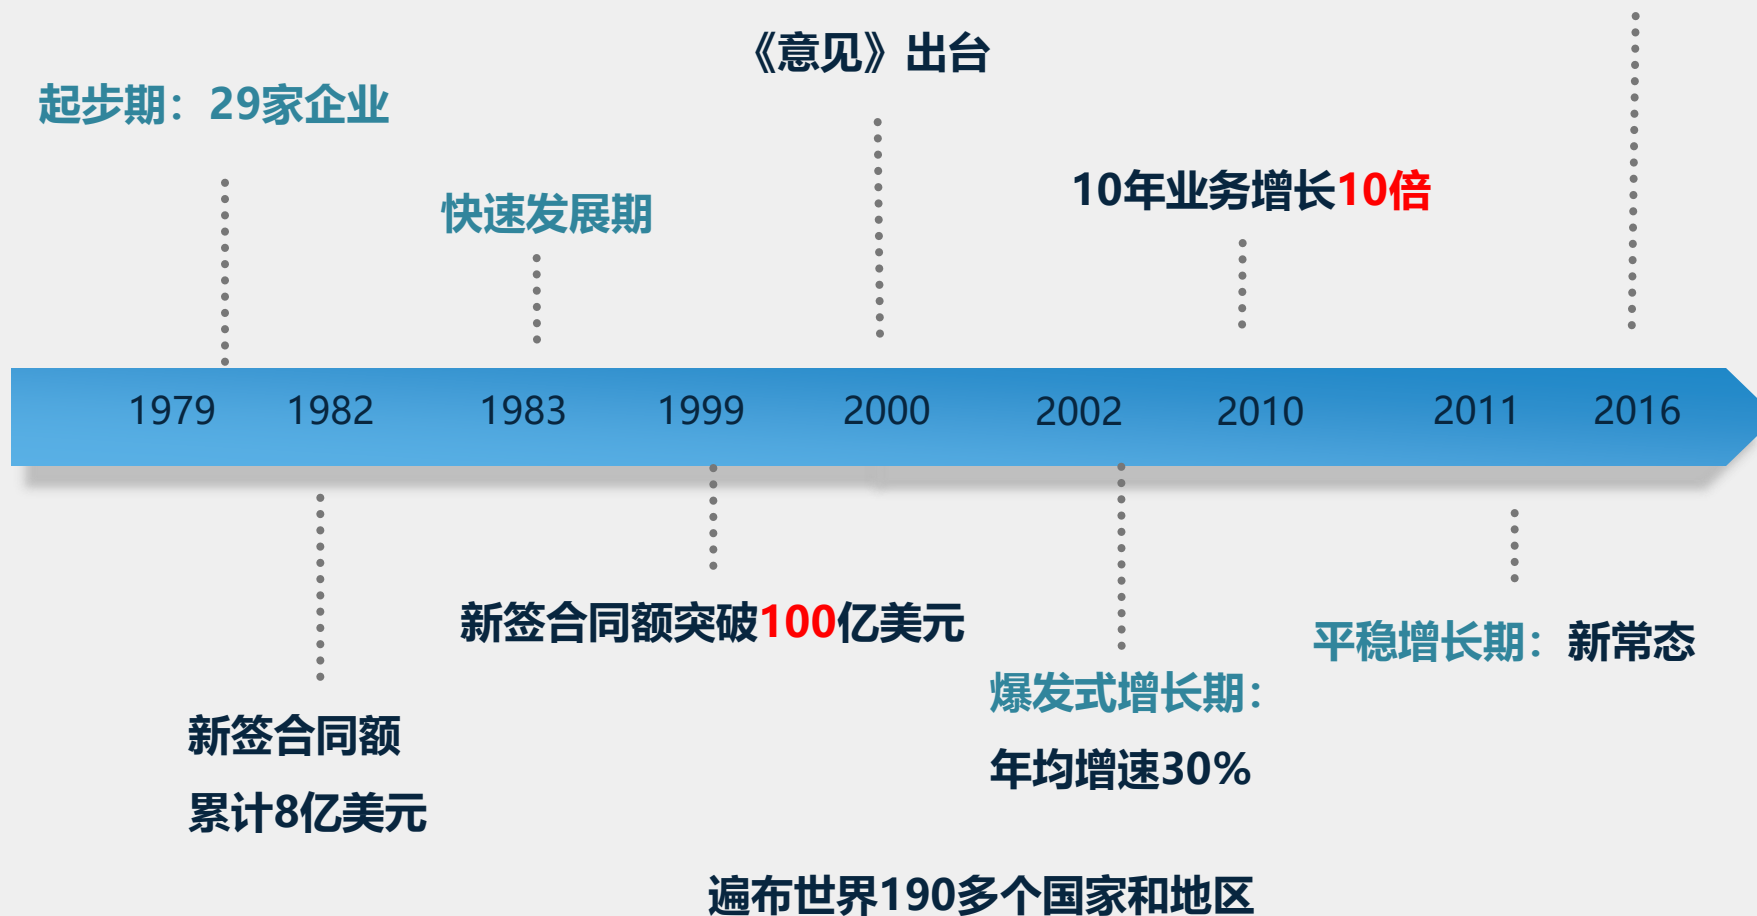 《意见》出台
起步期：29家企业
10年业务增长10倍
快速发展期
1979 1982 1983 1999 2000 2002 2010 2011 2016
新签合同额突破100亿美元
平稳增长期：新常态
爆发式增长期：
年均增速30%
新签合同额
累计8亿美元
遍布世界190多个国家和地区